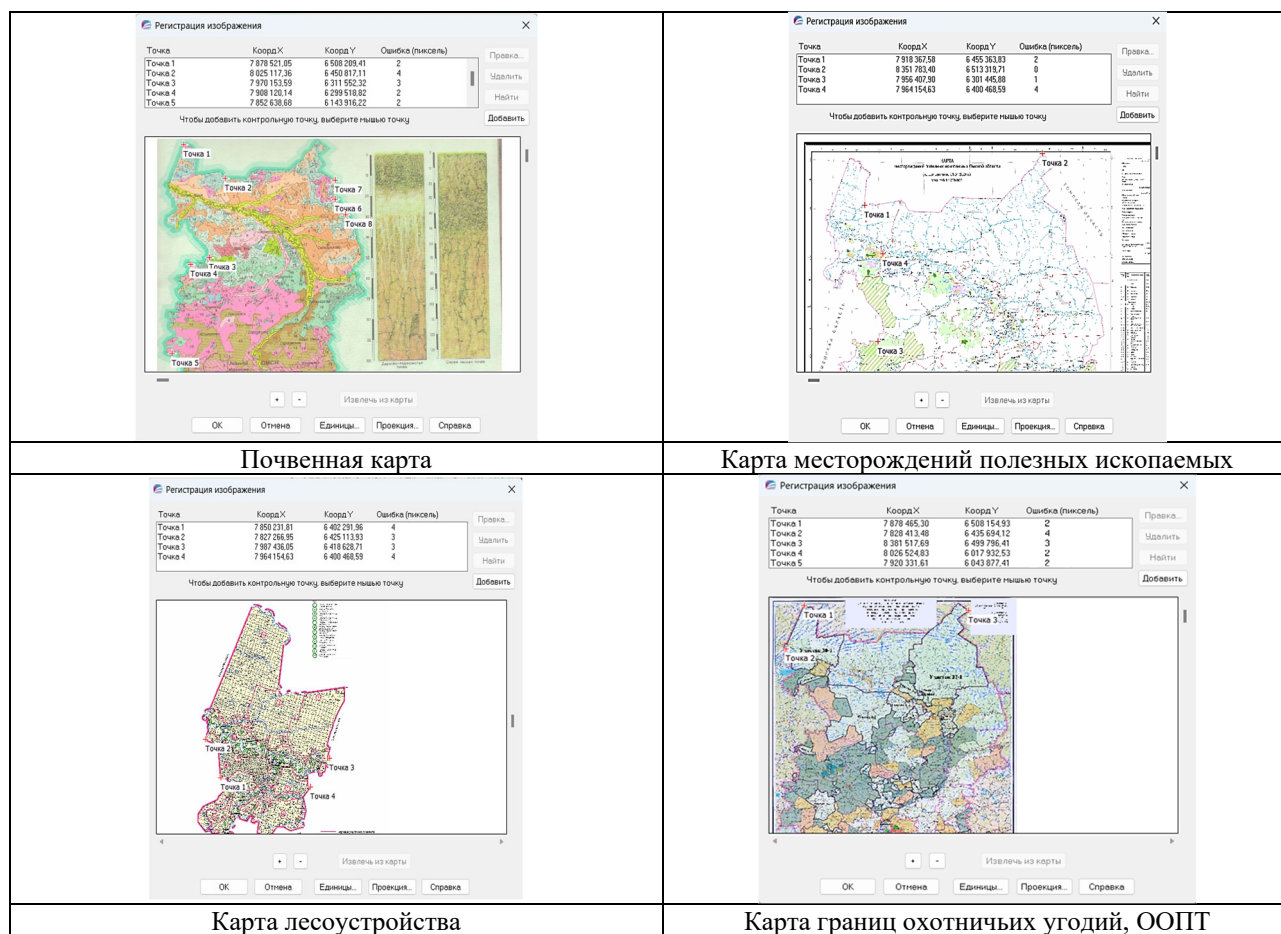 Регистрация изображения
Точка КоордX КоордY Ошибка (пиксель)
Точка 1 7 878 521,05 6 508 209,41 2
Точка 2 8 025 117,36 6 450 817,11 4
Точка 3 7 970 153,59 6 311 552,32 3
Точка 4 7 908 120,14 6 299 518,82 2
Точка 5 7 852 638,68 6 143 916,22 2
Правка...
Удалить
Найти
Чтобы добавить контрольную точку, выберите мышью точку
Добавить
Точка 1
Точка 2
Точка 7
Точка 6
Точка 8
Точка 3
Точка 4
Точка 5
+ - Извлечь из карты
OK Отмена Единицы... Проекция... Справка
Почвенная карта
Регистрация изображения
Точка КоордX КоордY Ошибка (пиксель)
Точка 1 7 918 367,58 6 455 363,83 2
Точка 2 8 351 783,40 6 513 319,71 0
Точка 3 7 956 407,90 6 301 445,88 1
Точка 4 7 964 154,63 6 400 468,59 4
Правка...
Удалить
Найти
Чтобы добавить контрольную точку, выберите мышью точку
Добавить
КАРТА
Точка 2
Точка 1
Точка 4
Точка 3
+ - Извлечь из карты
OK Отмена Единицы... Проекция... Справка
Карта месторождений полезных ископаемых
Регистрация изображения
Точка КоордX КоордY Ошибка (пиксель)
Точка 1 7 850 231,81 6 402 291,96 4
Точка 2 7 827 266,95 6 425 113,93 3
Точка 3 7 987 436,05 6 418 628,71 3
Точка 4 7 964 154,63 6 400 468,59 4
Правка...
Удалить
Найти
Чтобы добавить контрольную точку, выберите мышью точку
Добавить
Точка 2
Точка 3
Точка 1
Точка 4
+ - Извлечь из карты
OK Отмена Единицы... Проекция... Справка
Карта лесоустройства
Регистрация изображения
Точка КоордX КоордY Ошибка (пиксель)
Точка 1 7 878 465,30 6 508 154,93 2
Точка 2 7 828 413,48 6 435 694,12 4
Точка 3 8 381 517,69 6 499 796,41 3
Точка 4 8 026 524,83 6 017 932,53 2
Точка 5 7 920 331,61 6 043 877,41 2
Правка...
Удалить
Найти
Чтобы добавить контрольную точку, выберите мышью точку
Добавить
Точка 1
Точка 3
Точка 2
+ - Извлечь из карты
OK Отмена Единицы... Проекция... Справка
Карта границ охотничьих угодий, ООПТ